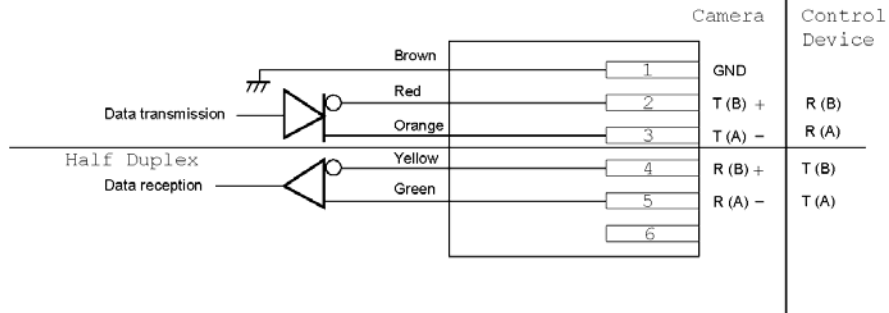 Camera Control
Device
Brown
1 GND
Red
2 T (B) + R (B)
Data transmission
Orange
3 T (A) − R (A)
Half Duplex
Yellow
4 R (B) + T (B)
Data reception
Green
5 R (A) − T (A)
6